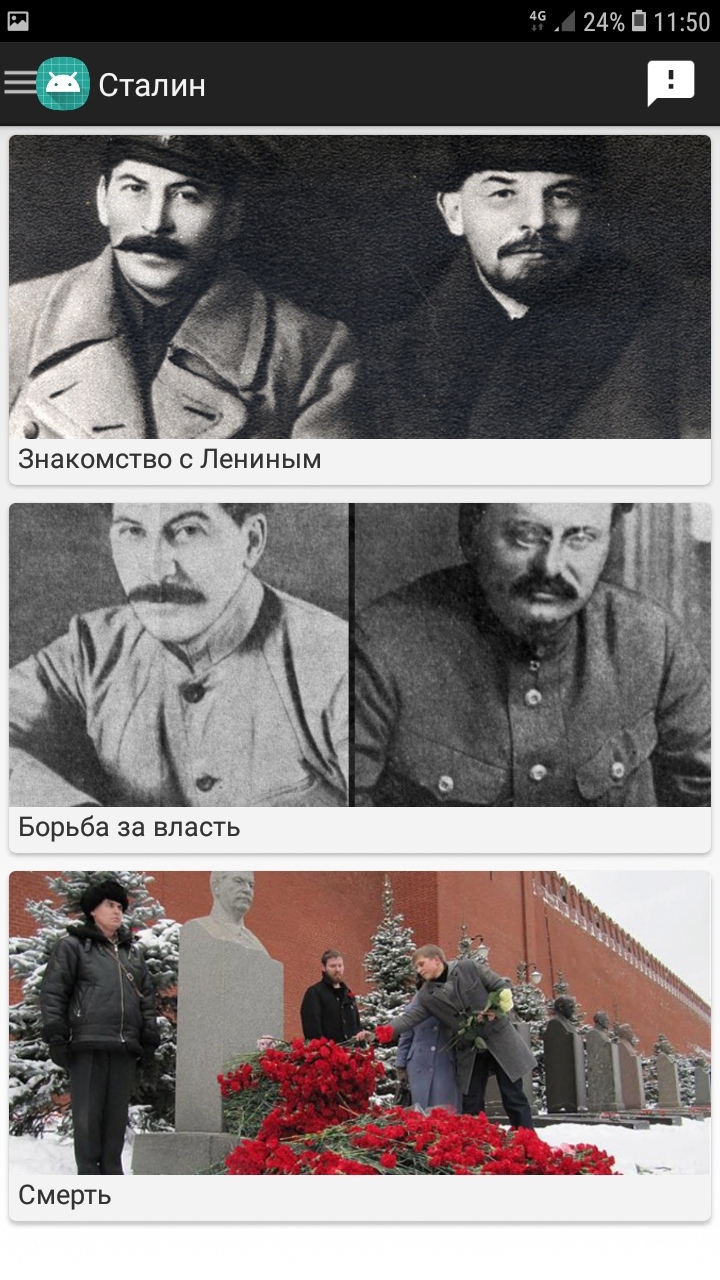 4G 24% 11:50
Сталин
Знакомство с Лениным
Борьба за власть
Смерть